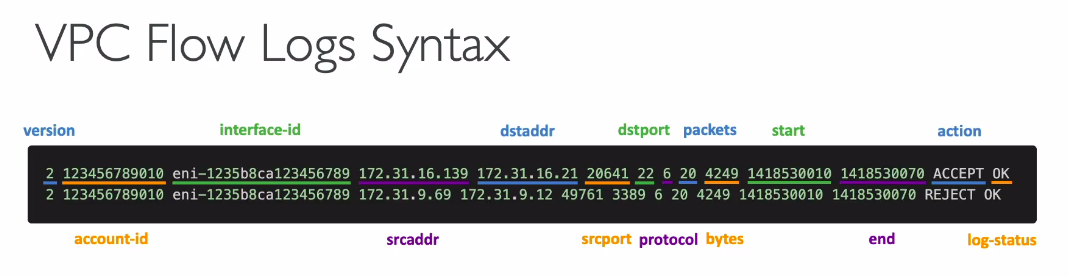 VPC Flow Logs Syntax
version interface-id dstaddr dstport packets start action
2 123456789010 eni-1235b8ca123456789 172.31.16.139 172.31.16.21 20641 22 6 20 4249 1418530010 1418530070 ACCEPT OK
2 123456789010 eni-1235b8ca123456789 172.31.9.69 172.31.9.12 49761 3389 6 20 4249 1418530010 1418530070 REJECT OK
account-id srcaddr srcport protocol bytes end log-status